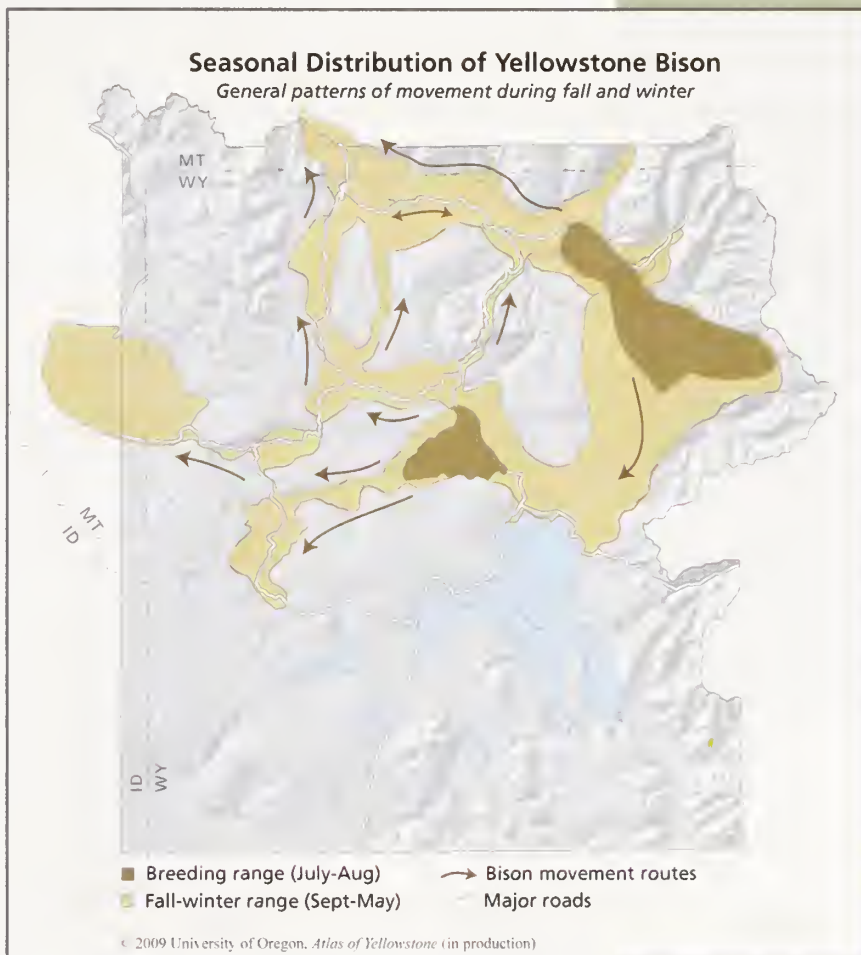 Seasonal Distribution of Yellowstone Bison
General patterns of movement during fall and winter
MT
WY
MT
ID
ID
WY
Breeding range (July-Aug)
Bison movement routes
Fall-winter range (Sept-May)
Major roads
2009 University of Oregon, Atlas of Yellowstone (in production)